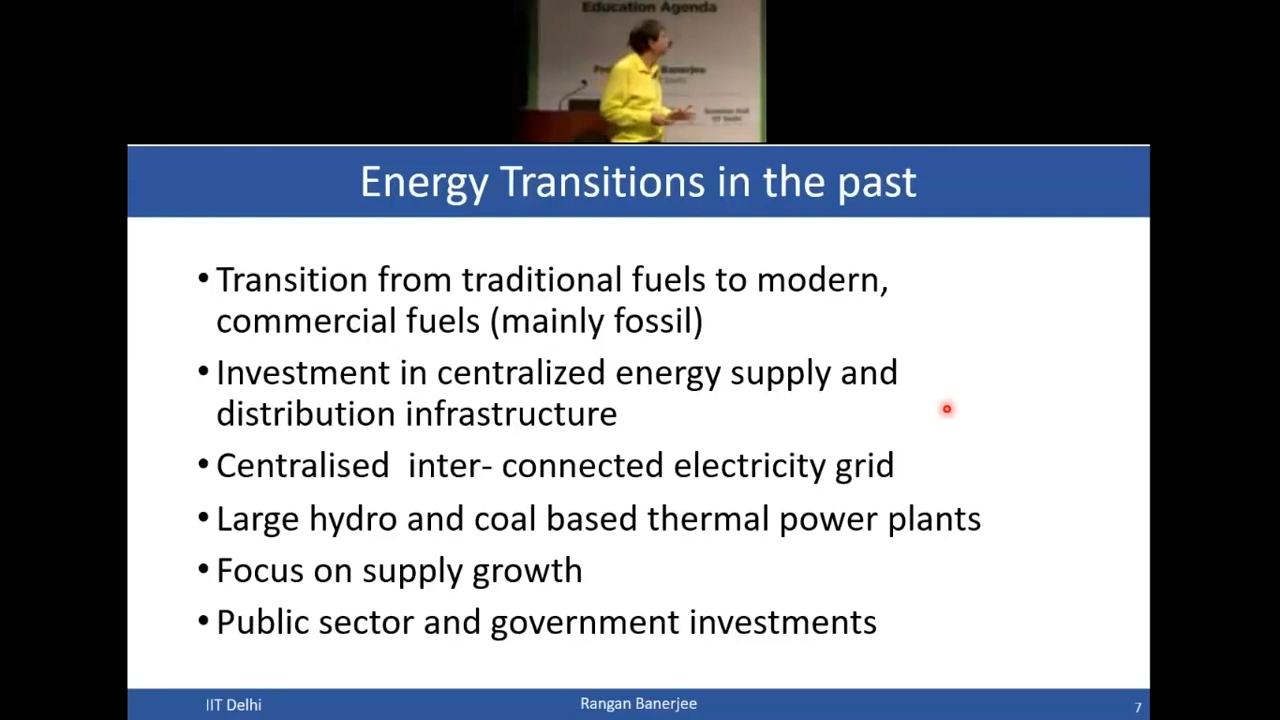 Education Agenda
Banerjee
Energy Transitions in the past
• Transition from traditional fuels to modern,
commercial fuels (mainly fossil)
• Investment in centralized energy supply and
distribution infrastructure
• Centralised inter- connected electricity grid
• Large hydro and coal based thermal power plants
• Focus on supply growth
• Public sector and government investments
IIT Delhi
Rangan Banerjee
7